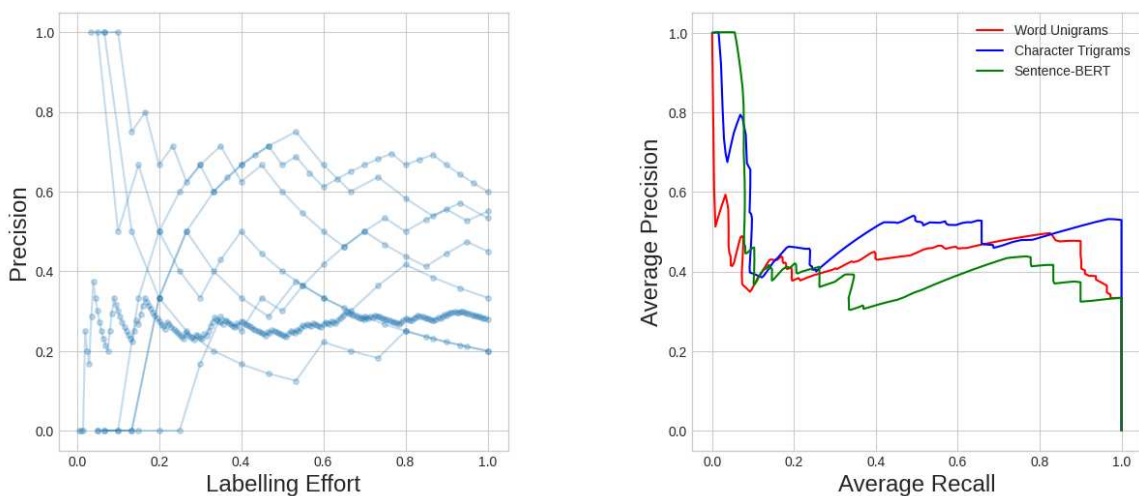 1.0
0.8
0.6
0.4
0.2
0.0
Precision
0.0 0.2 0.4 0.6 0.8 1.0
Labelling Effort
1.0
0.8
0.6
0.4
0.2
0.0
Average Precision
Word Unigrams
Character Trigrams
Sentence-BERT
0.0 0.2 0.4 0.6 0.8 1.0
Average Recall